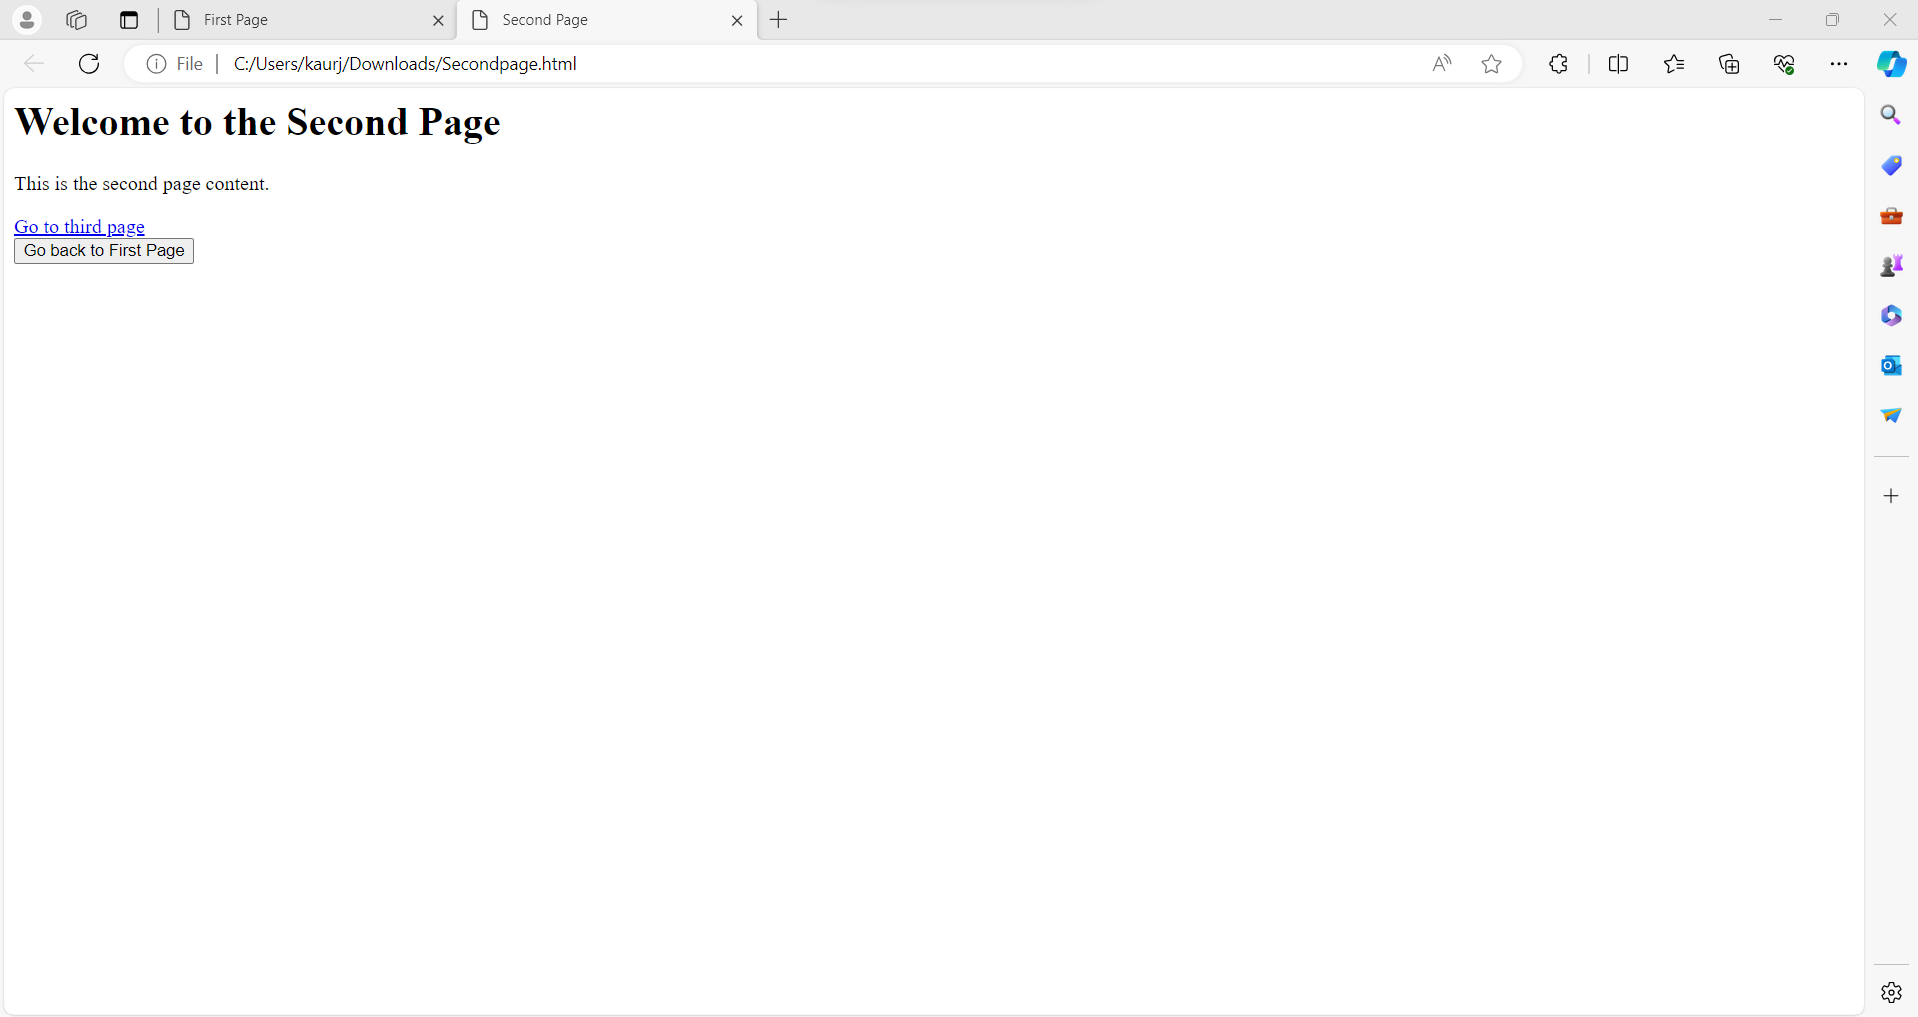 First Page
Second Page
File
C:/Users/kaurj/Downloads/Secondpage.html
Welcome to the Second Page
This is the second page content.
Go to third page
Go back to First Page